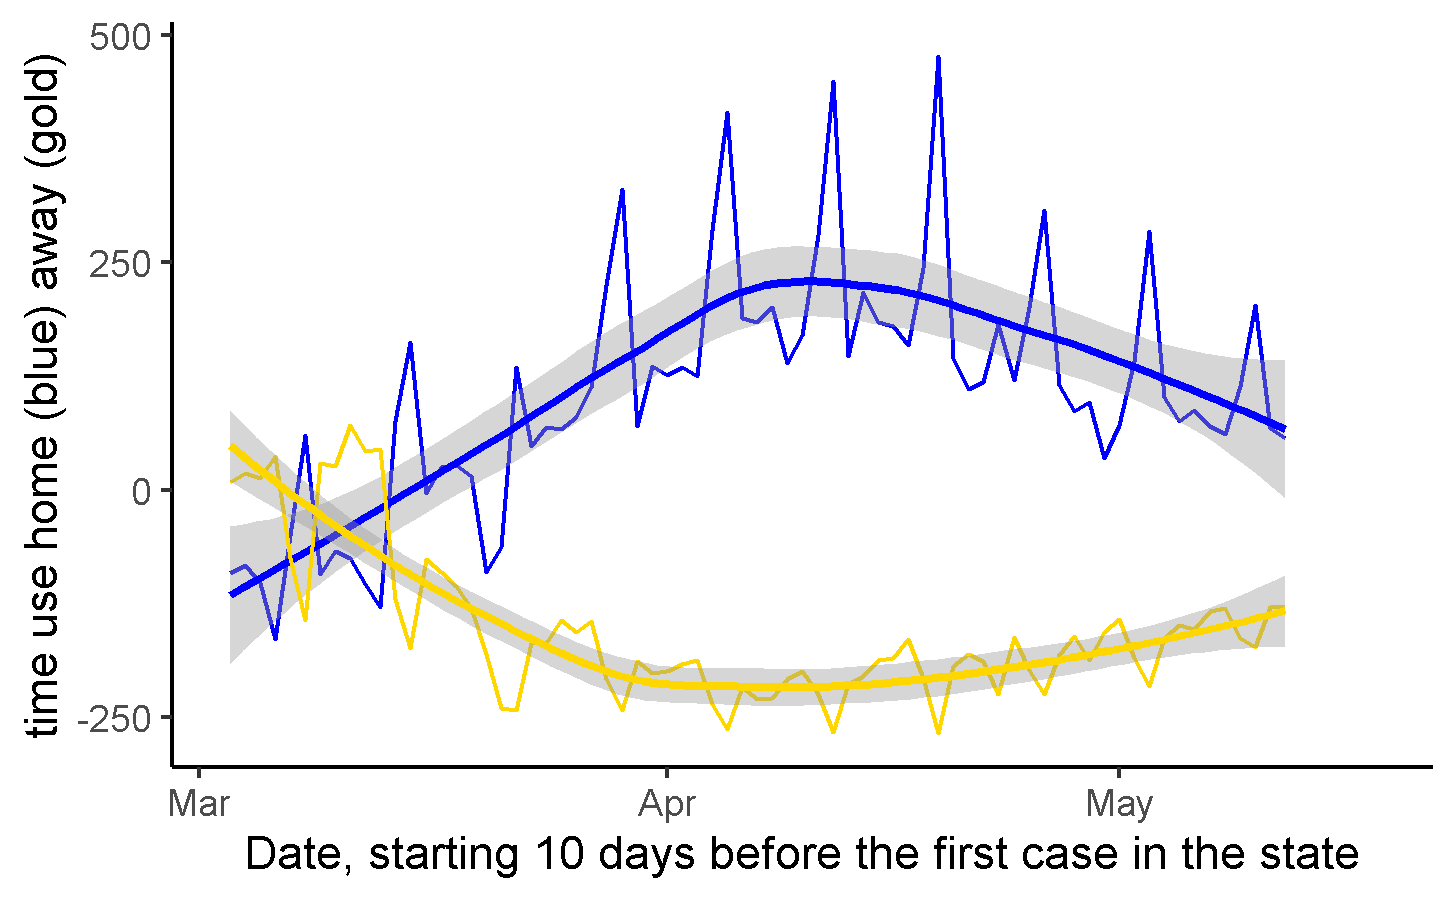 time use home (blue) away (gold)
500
250
0
-250
Mar
Apr
May
Date, starting 10 days before the first case in the state